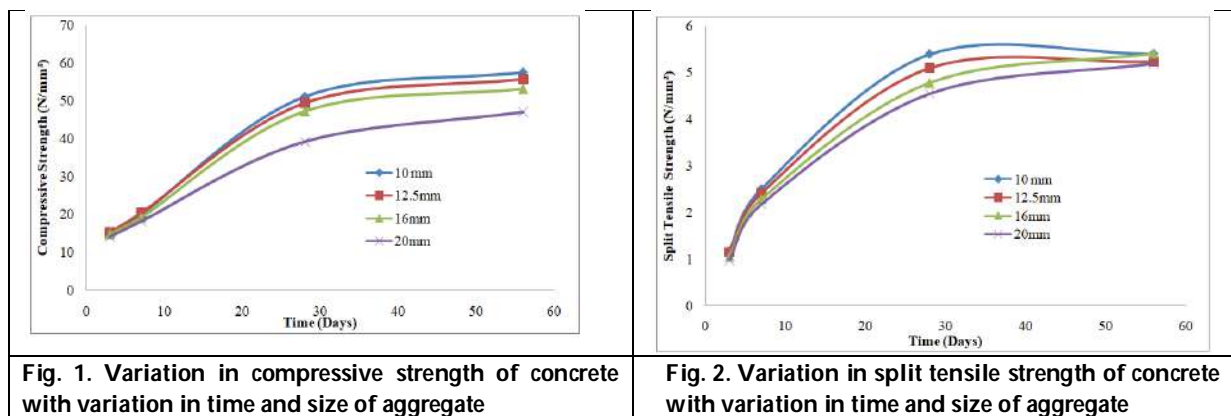 70
60
50
40
30
20
10
0
Compressive Strength (N/mm²)
10 mm
12.5mm
16mm
20mm
0 10 20 30 40 50 60
Time (Days)
Fig. 1. Variation in compressive strength of concrete
with variation in time and size of aggregate
6
5
4
3
2
1
0
Split Tensile Strength (N/mm²)
10 mm
12.5mm
16mm
20mm
0 10 20 30 40 50 60
Time (Days)
Fig. 2. Variation in split tensile strength of concrete
with variation in time and size of aggregate